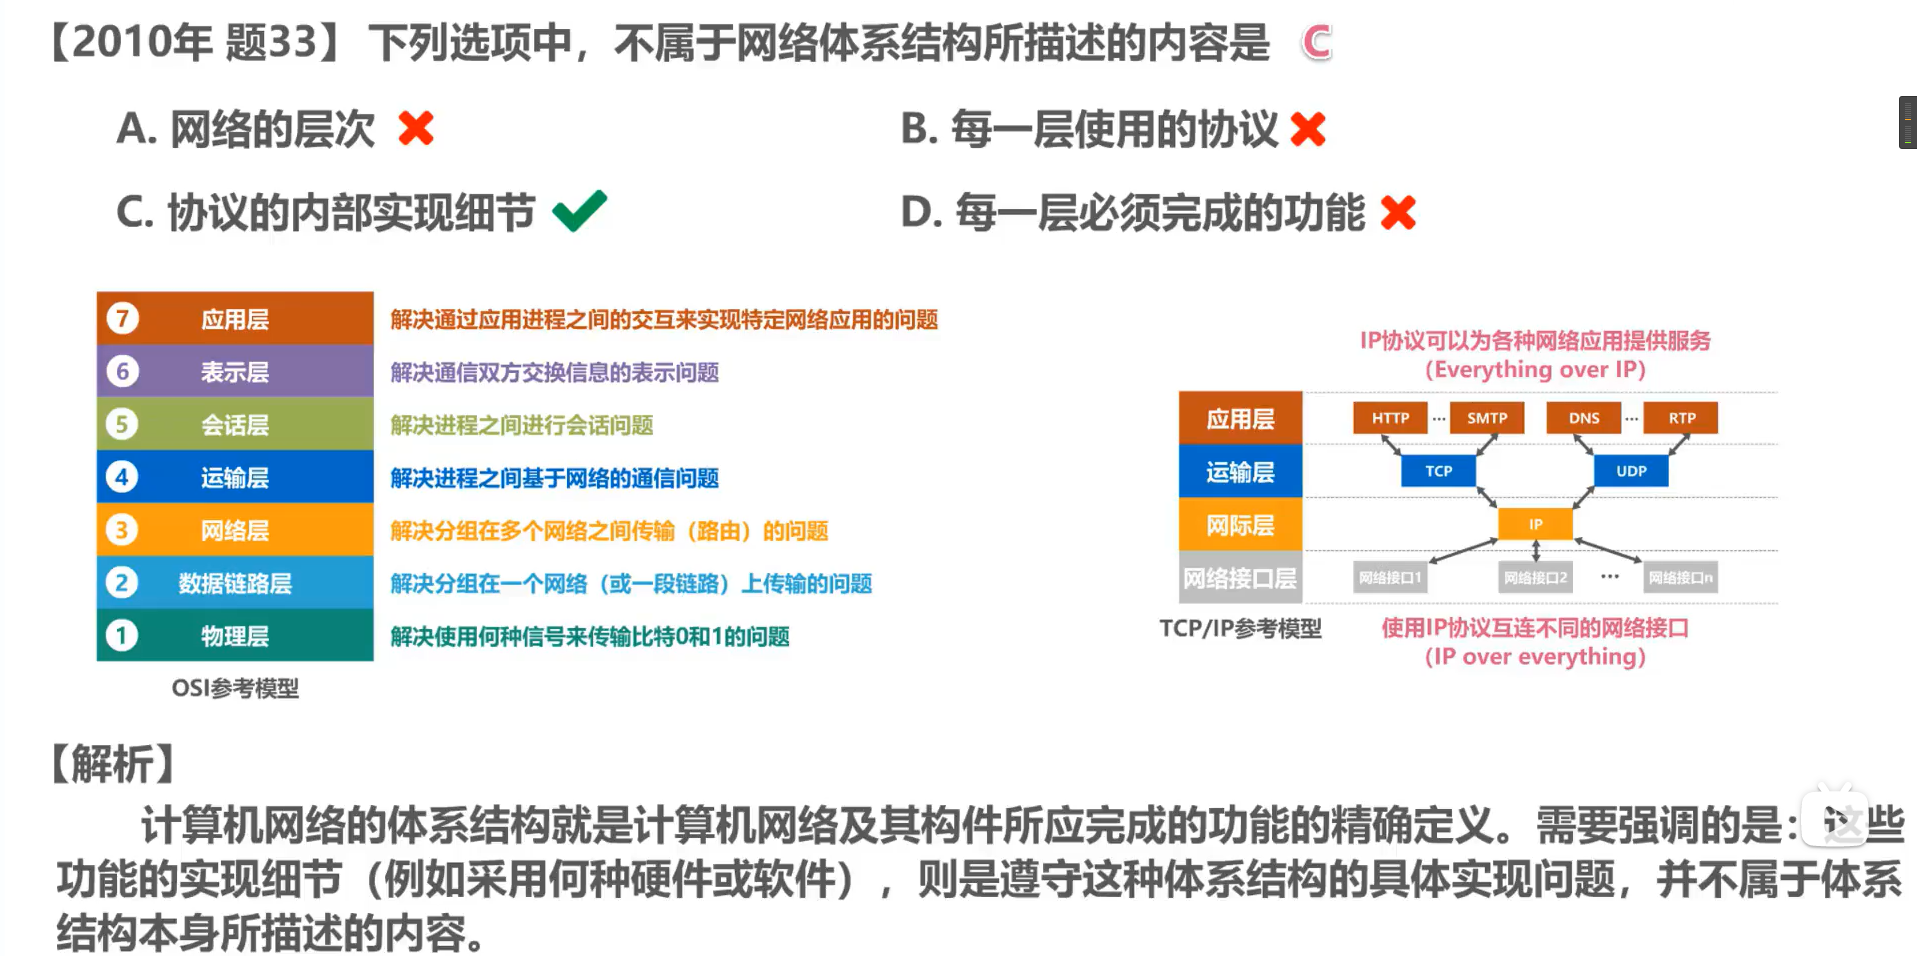 【2010年 题33】下列选项中，不属于网络体系结构所描述的内容是 C
A. 网络的层次
B. 每一层使用的协议
C. 协议的内部实现细节
D. 每一层必须完成的功能
7 应用层 解决通过应用进程之间的交互来实现特定网络应用的问题
6 表示层 解决通信双方交换信息的表示问题
5 会话层 解决进程之间进行会话问题
4 运输层 解决进程之间基于网络的通信问题
3 网络层 解决分组在多个网络之间传输（路由）的问题
2 数据链路层 解决分组在一个网络（或一段链路）上传输的问题
1 物理层 解决使用何种信号来传输比特0和1的问题
OSI参考模型
IP协议可以为各种网络应用提供服务
（Everything over IP）
应用层 HTTP ... SMTP DNS ... RTP
运输层 TCP UDP
网际层 IP
网络接口层 网络接口1 网络接口2 ... 网络接口n
TCP/IP参考模型
使用IP协议互连不同的网络接口
（IP over everything）
【解析】
计算机网络的体系结构就是计算机网络及其构件所应完成的功能的精确定义。需要强调的是：这些
功能的实现细节（例如采用何种硬件或软件），则是遵守这种体系结构的具体实现问题，并不属于体系
结构本身所描述的内容。